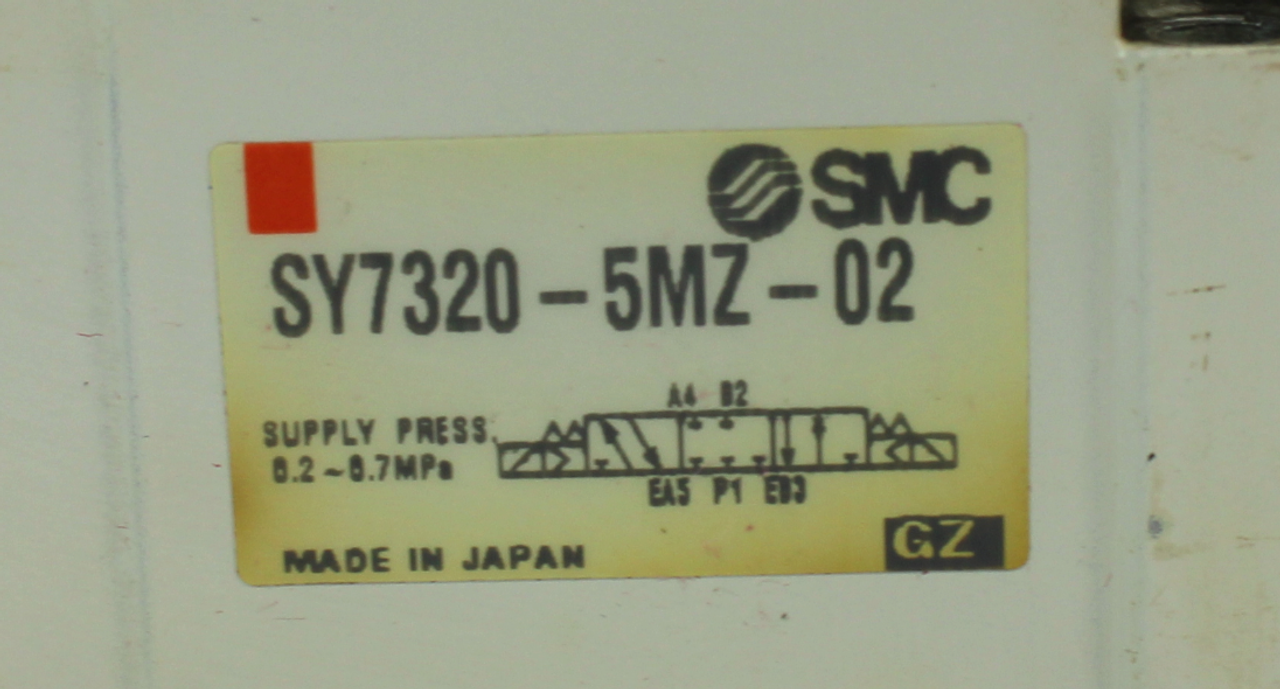 SMC
SY7320-5MZ-02
A4 B2
SUPPLY PRESS.
0.2~0.7MPa
EA5 P1 EB3
GZ
MADE IN JAPAN